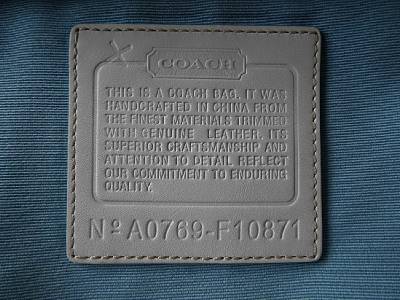 COACH
THIS IS A COACH BAG. IT WAS
HANDCRAFTED IN CHINA FROM
THE FINEST MATERIALS TRIMMED
WITH GENUINE LEATHER. ITS
SUPERIOR CRAFTSMANSHIP AND
ATTENTION TO DETAIL REFLECT
OUR COMMITMENT TO ENDURING
QUALITY.
Nº A0769-F10871